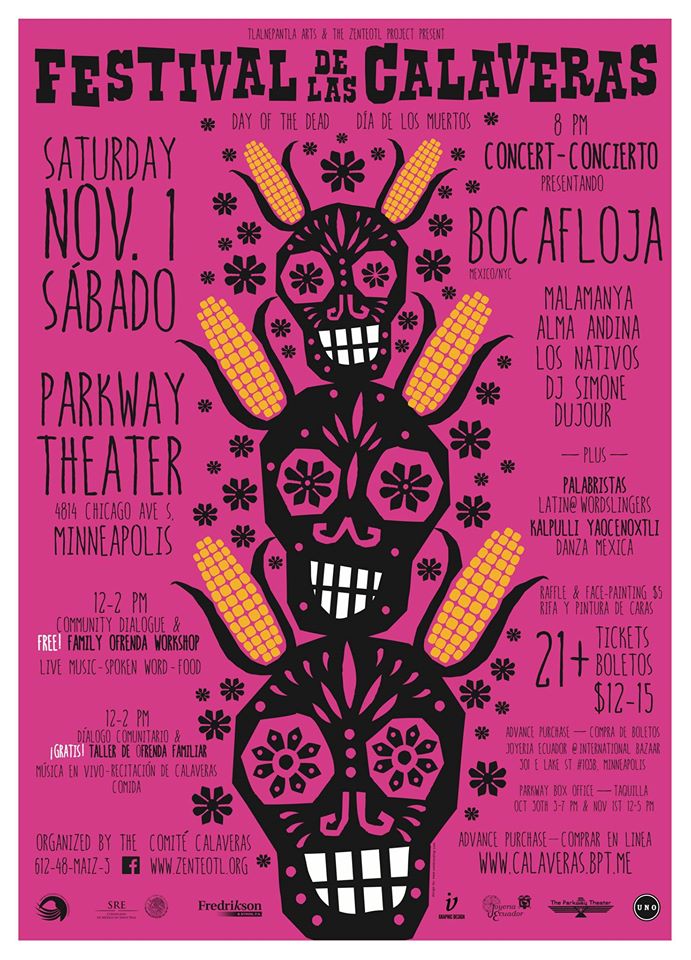 TLALNEPANTLA ARTS & THE ZENTEOTL PROJECT PRESENT
FESTIVAL DE LAS CALAVERAS
DAY OF THE DEAD DÍA DE LOS MUERTOS
SATURDAY
NOV. 1
SÁBADO
PARKWAY
THEATER
4814 CHICAGO AVE S,
MINNEAPOLIS
12-2 PM
COMMUNITY DIALOGUE &
FREE! FAMILY OFRENDA WORKSHOP
LIVE MUSIC-SPOKEN WORD-FOOD
12-2 PM
DÍALOGO COMUNITARIO &
¡GRATIS! TALLER DE OFRENDA FAMILIAR
MÚSICA EN VIVO-RECITACIÓN DE CALAVERAS
COMIDA
ORGANIZED BY THE COMITÉ CALAVERAS
612-48-MAIZ-3 f WWW.ZENTEOTL.ORG
8 PM
CONCERT-CONCIERTO
PRESENTANDO
BOCAFLOJA
MEXICO/NYC
MALAMANYA
ALMA ANDINA
LOS NATIVOS
DJ SIMONE
DUJOUR
— PLUS —
PALABRISTAS
LATIN@ WORDSLINGERS
KALPULLI YAOCENOXTLI
DANZA MEXICA
RAFFLE & FACE-PAINTING $5
RIFA Y PINTURA DE CARAS
21+
TICKETS
BOLETOS
$12-15
ADVANCE PURCHASE — COMPRA DE BOLETOS
JOYERIA ECUADOR @ INTERNATIONAL BAZAAR
301 E LAKE ST #103B, MINNEAPOLIS
PARKWAY BOX OFFICE — TAQUILLA
OCT 30TH 3-7 PM & NOV 1ST 12-5 PM
ADVANCE PURCHASE—COMPRAR EN LINEA
WWW.CALAVERAS.BPT.ME
SRE
Fredrikson
& BYRON, P.A.
iv
GRAPHIC DESIGN
Joyeria
Ecuador
The Parkway Theater
UNO